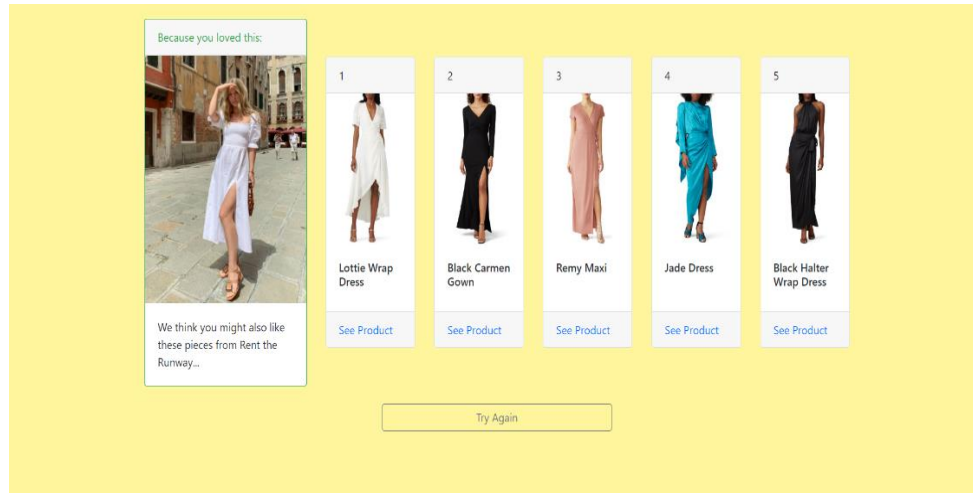 Because you loved this:
We think you might also like
these pieces from Rent the
Runway...
1
Lottie Wrap
Dress
See Product
2
Black Carmen
Gown
See Product
3
Remy Maxi
See Product
4
Jade Dress
See Product
5
Black Halter
Wrap Dress
See Product
Try Again